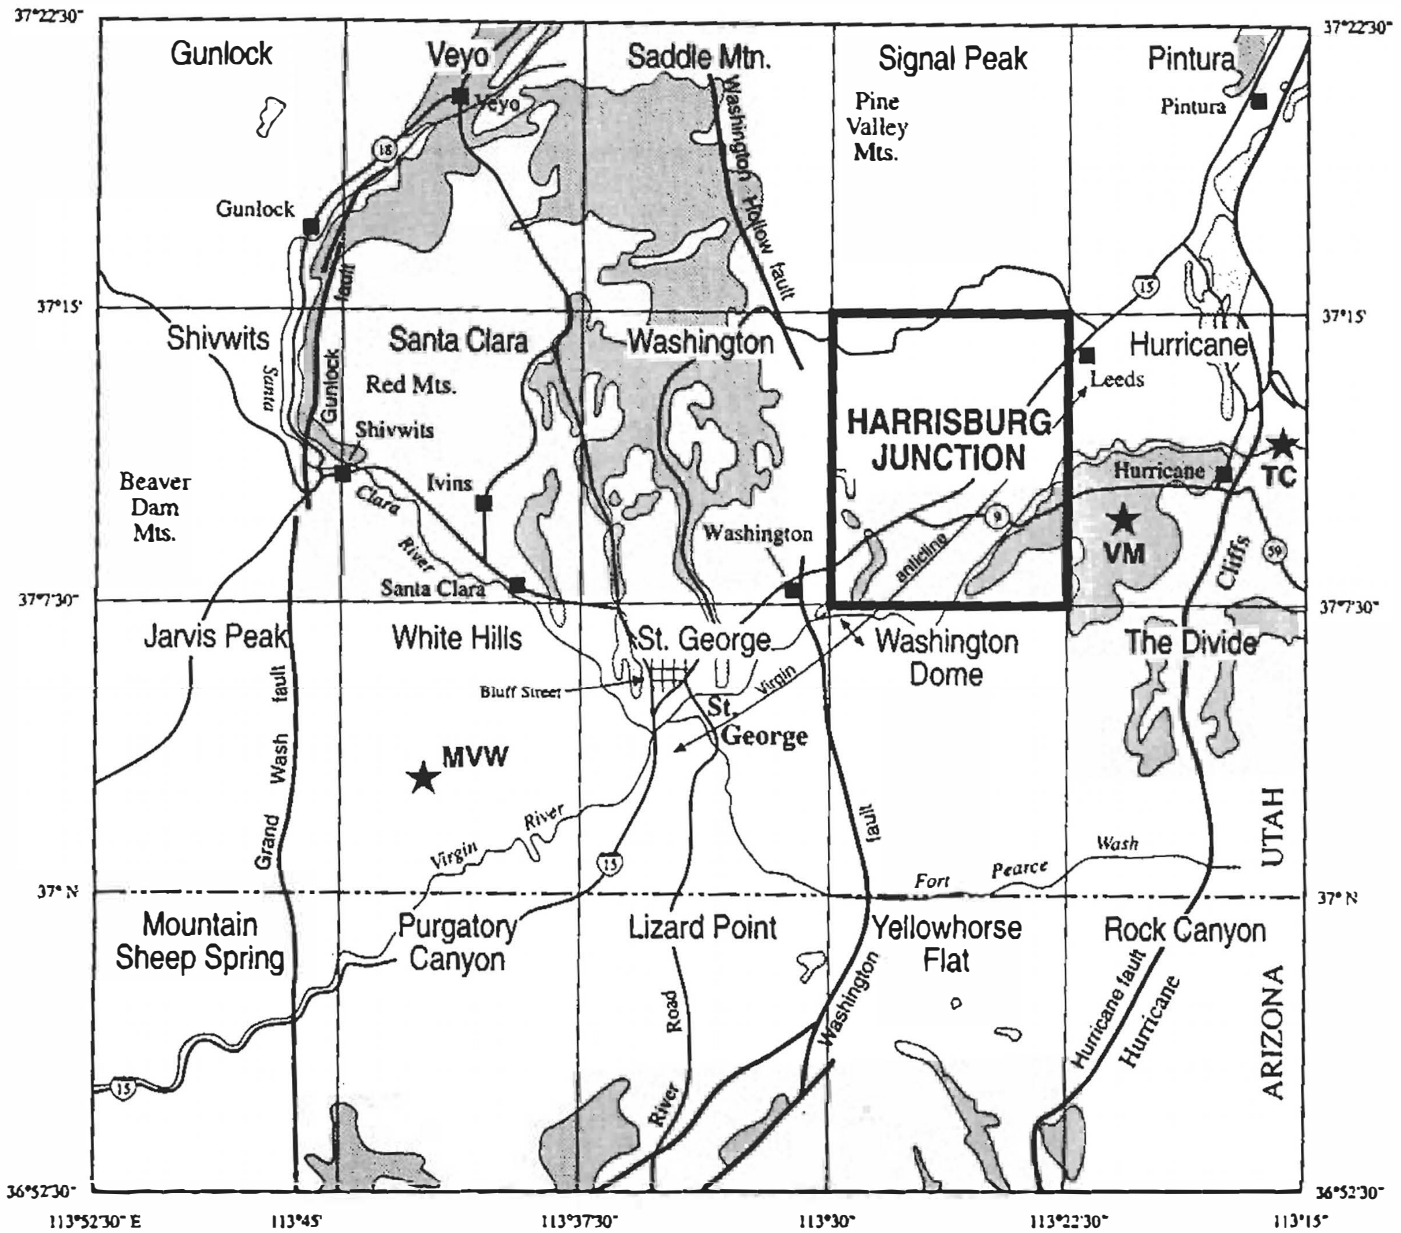 37°22'30"
37°22'30"
Gunlock
Veyo
Saddle Mtn.
Signal Peak
Pintura
Veyo
Pine
Valley
Mts.
Pintura
Washington Hollow fault
18
Gunlock
fault
15
37°15'
37°15'
Shivwits
Santa Clara
Washington
Hurricane
Santa
Gunlock
Red Mts.
Leeds
Shivwits
HARRISBURG
JUNCTION
Beaver
Dam
Mts.
Ivins
Clara
River
Hurricane
TC
Washington
9
anticline
VM
Cliffs
59
Santa Clara
37°7'30"
37°7'30"
Jarvis Peak
White Hills
St. George
Washington
Dome
The Divide
Bluff Street
Virgin
St.
George
Grand Wash fault
MVW
Virgin River
15
fault
Fort Pearce Wash
UTAH
37° N
37° N
Mountain
Sheep Spring
Purgatory
Canyon
Lizard Point
Yellowhorse
Flat
Rock Canyon
River Road
Washington
Hurricane fault
Hurricane
ARIZONA
15
36°52'30"
36°52'30"
113°52'30" E
113°45'
113°37'30"
113°30'
113°22'30"
113°15'